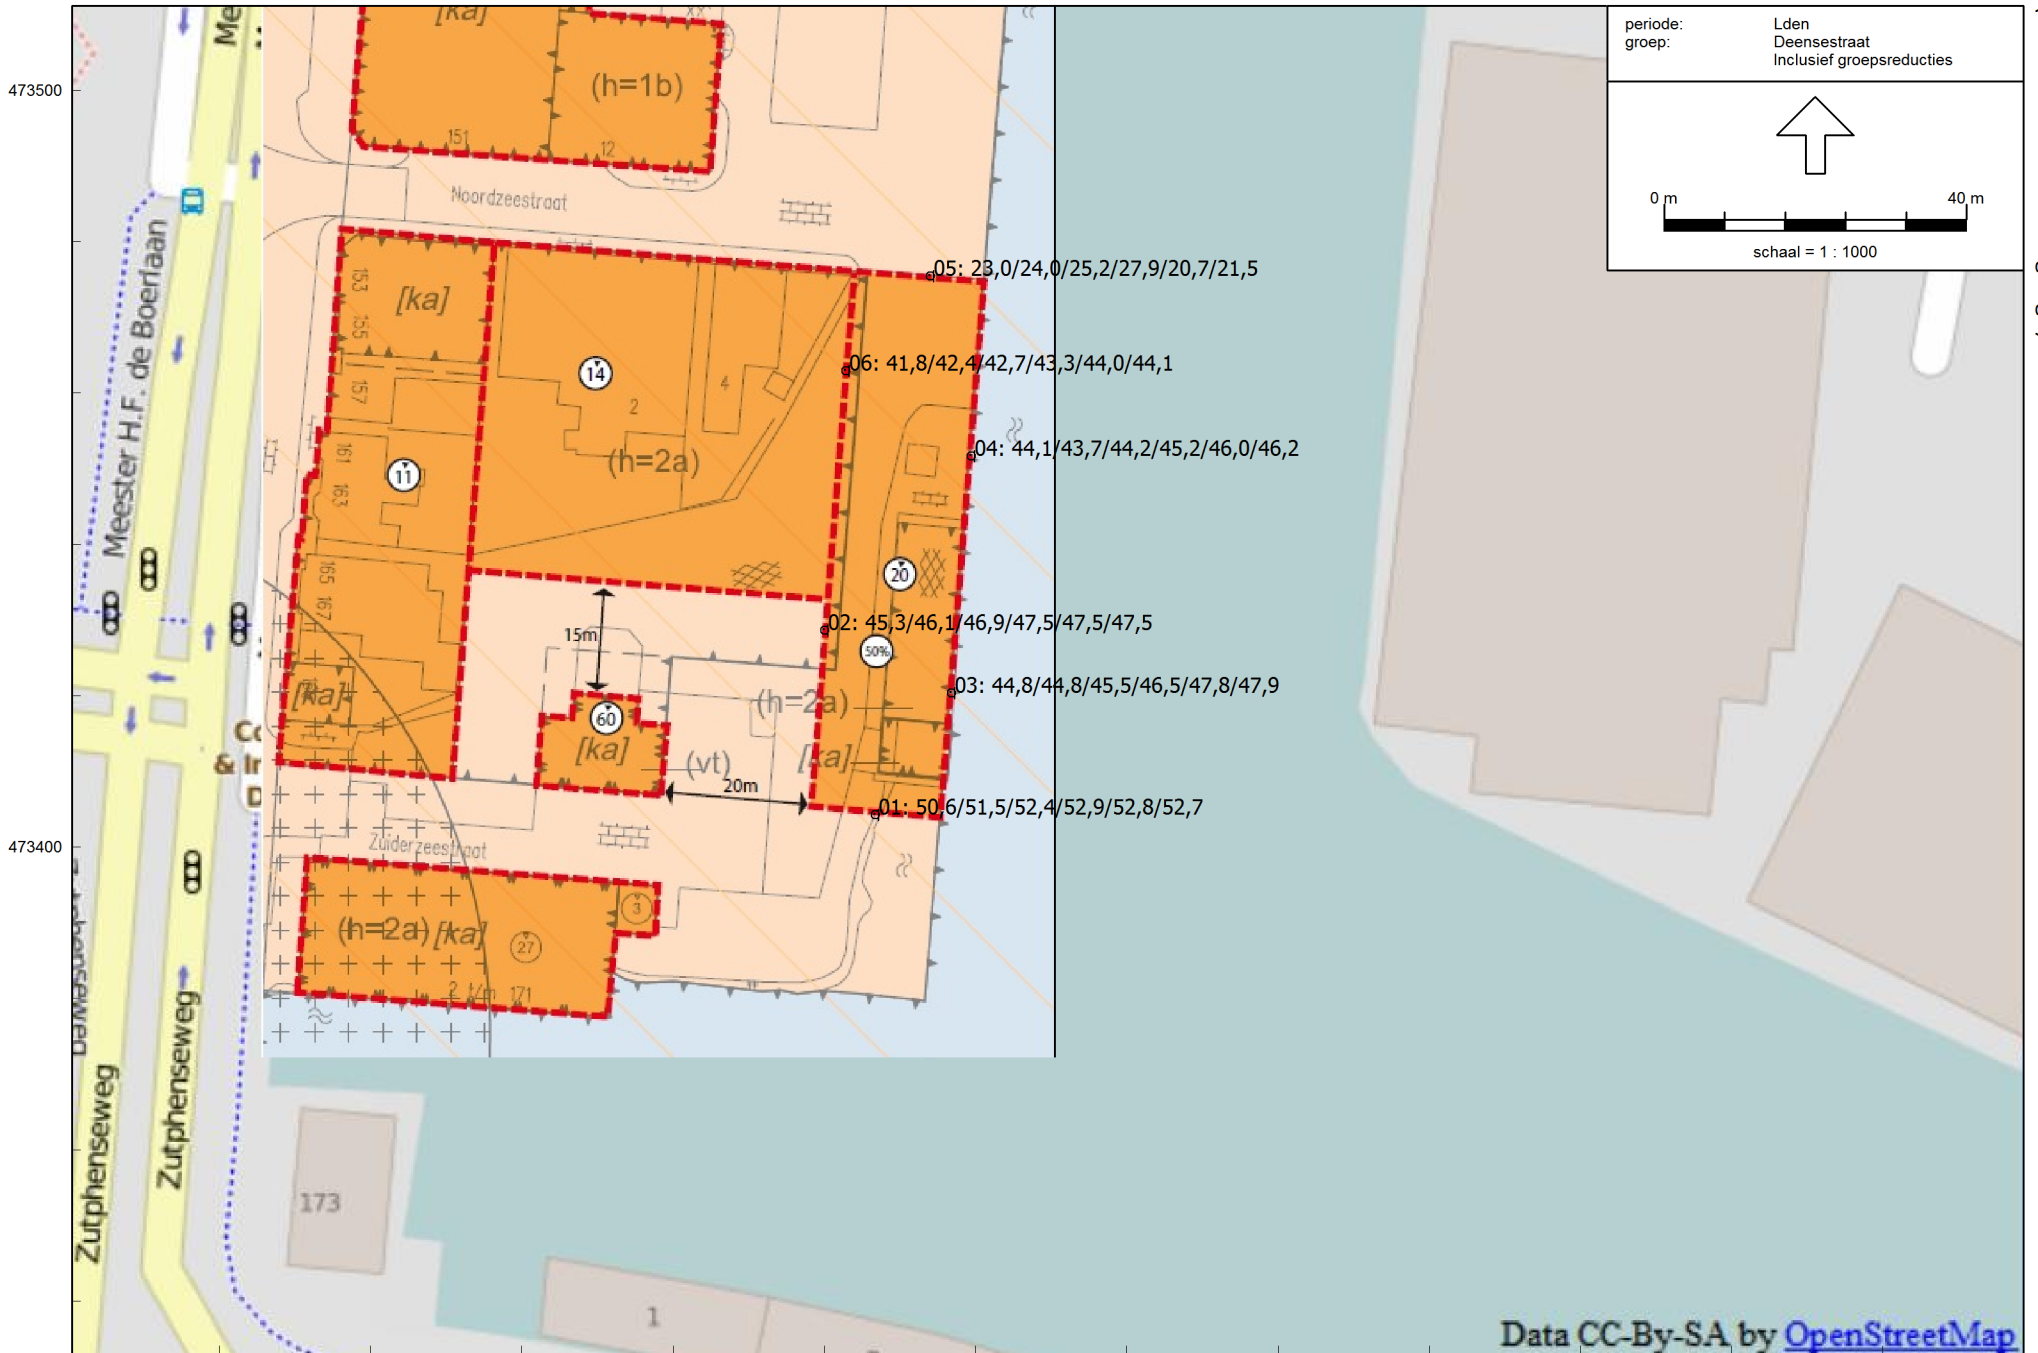 periode: Lden
groep: Deensestraat
Inclusief groepsreducties
0 m 40 m
schaal = 1 : 1000
473500
473400
Meester H.F. de Boerlaan
Zutphenseweg
Zutphenseweg
[ka]
(h=1b)
151
12
Noordzeestraat
05: 23,0/24,0/25,2/27,9/20,7/21,5
153
[ka]
155
157
14
4
2
06: 41,8/42,4/42,7/43,3/44,0/44,1
161
163
11
(h=2a)
04: 44,1/43,7/44,2/45,2/46,0/46,2
165
167
20
15m
02: 45,3/46,1/46,9/47,5/47,5/47,5
50%
[ka]
(h=2a)
03: 44,8/44,8/45,5/46,5/47,8/47,9
60
[ka]
(vt)
[ka]
20m
01: 50,6/51,5/52,4/52,9/52,8/52,7
Zuiderzeestraat
3
(h=2a) [ka]
27
2 t/m 171
173
1
Data CC-By-SA by OpenStreetMap